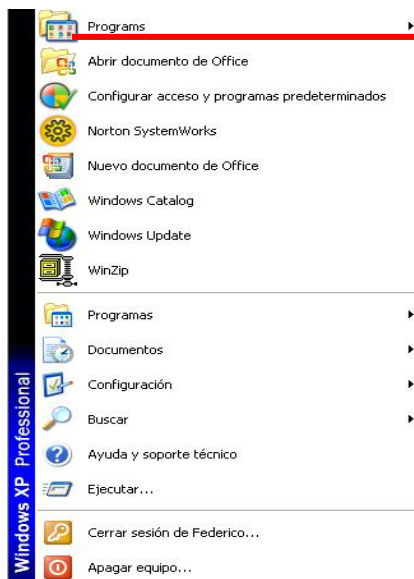 Programs
Abrir documento de Office
Configurar acceso y programas predeterminados
Norton SystemWorks
Nuevo documento de Office
Windows Catalog
Windows Update
WinZip
Programas
Documentos
Configuración
Buscar
Ayuda y soporte técnico
Ejecutar...
Cerrar sesión de Federico...
Apagar equipo...
Windows XP Professional